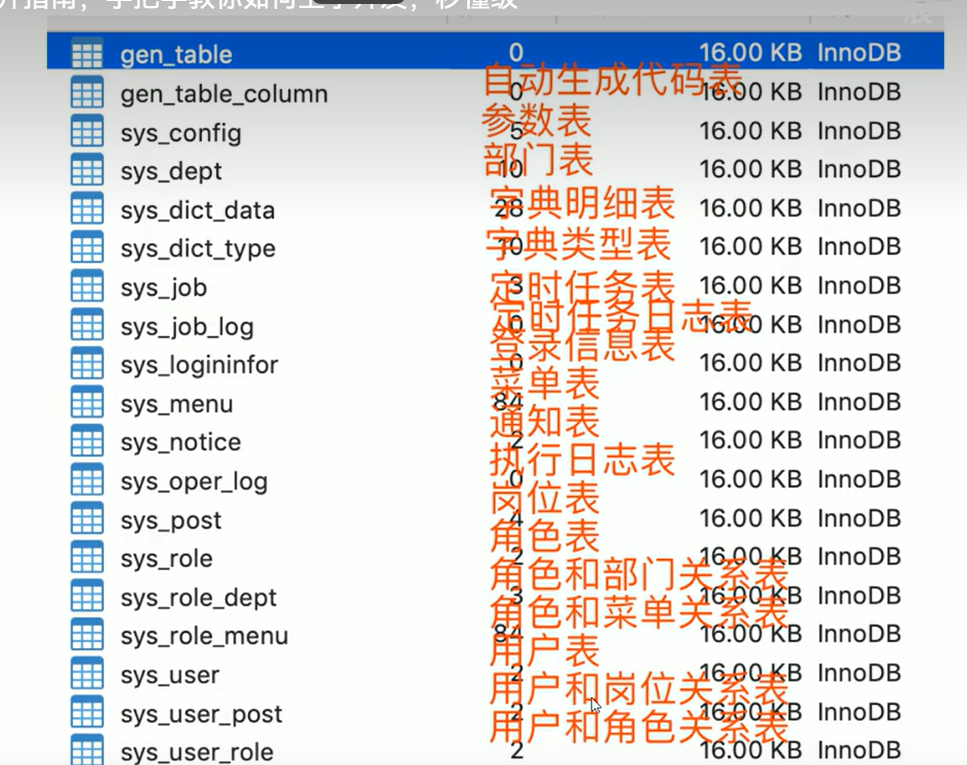 开指南，手把手教你如何上手开发，秒懂级
gen_table 0 16.00 KB InnoDB
自动生成代码表
gen_table_column 0 16.00 KB InnoDB
参数表
sys_config 5 16.00 KB InnoDB
部门表
sys_dept 10 16.00 KB InnoDB
字典明细表
sys_dict_data 28 16.00 KB InnoDB
字典类型表
sys_dict_type 10 16.00 KB InnoDB
定时任务表
sys_job 3 16.00 KB InnoDB
定时任务日志表
sys_job_log 0 16.00 KB InnoDB
登录信息表
sys_logininfor 0 16.00 KB InnoDB
菜单表
sys_menu 84 16.00 KB InnoDB
通知表
sys_notice 2 16.00 KB InnoDB
执行日志表
sys_oper_log 0 16.00 KB InnoDB
岗位表
sys_post 4 16.00 KB InnoDB
角色表
sys_role 2 16.00 KB InnoDB
角色和部门关系表
sys_role_dept 3 16.00 KB InnoDB
角色和菜单关系表
sys_role_menu 84 16.00 KB InnoDB
用户表
sys_user 2 16.00 KB InnoDB
用户和岗位关系表
sys_user_post 2 16.00 KB InnoDB
用户和角色关系表
sys_user_role 2 16.00 KB InnoDB